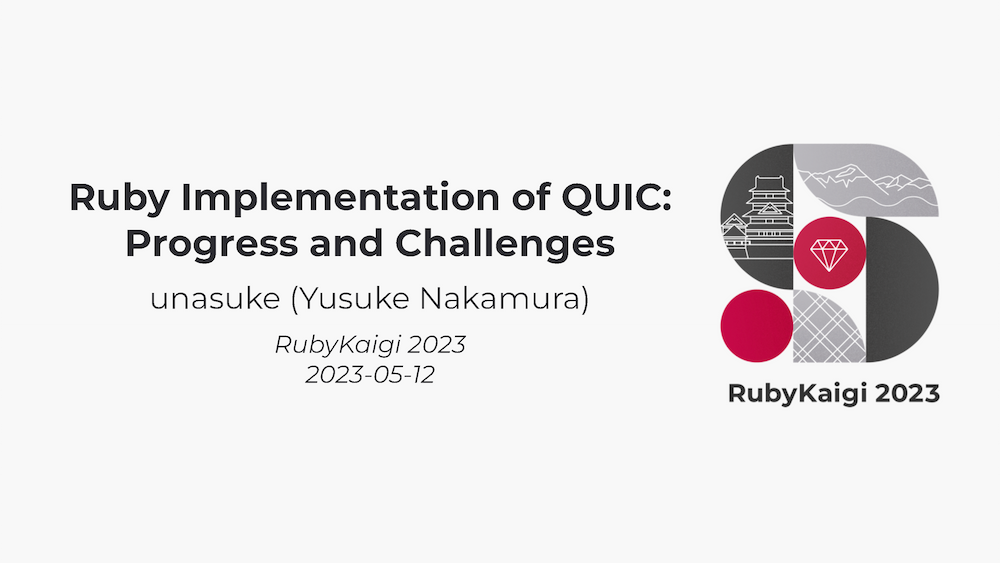 Ruby Implementation of QUIC:
Progress and Challenges
unasuke (Yusuke Nakamura)
RubyKaigi 2023
2023-05-12
RubyKaigi 2023